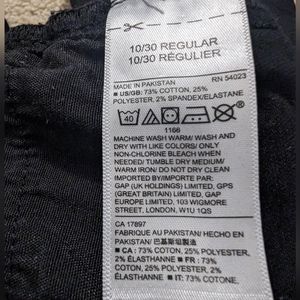 10/30 REGULAR
10/30 RÉGULIER
MADE IN PAKISTAN RN 54023
■ US/GB: 73% COTTON, 25%
POLYESTER, 2% SPANDEX/ELASTANE
40
1166
MACHINE WASH WARM/ WASH AND
DRY WITH LIKE COLORS/ ONLY
NON-CHLORINE BLEACH WHEN
NEEDED/ TUMBLE DRY MEDIUM/
WARM IRON/ DO NOT DRY CLEAN
IMPORTED BY/IMPORTE PAR:
GAP (UK HOLDINGS) LIMITED, GPS
(GREAT BRITAIN) LIMITED, AND GAP
EUROPE LIMITED, 103 WIGMORE
STREET, LONDON, W1U 1QS
CA 17897
FABRIQUE AU PAKISTAN/ HECHO EN
PAKISTAN/ 巴基斯坦製造
■ CA : 73% COTON, 25% POLYESTER,
2% ÉLASTHANNE ■ FR : 73%
COTON, 25% POLYESTER, 2%
ÉLASTHANNE ■ IT: 73% COTONE,